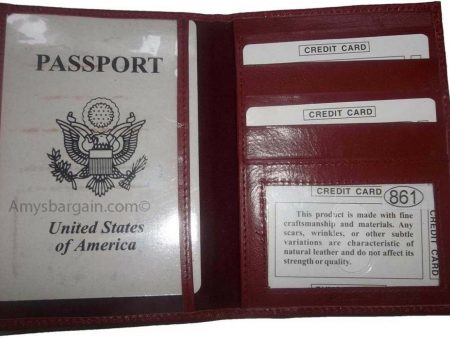 PASSPORT
Amysbargain.com©
United States
of America
CREDIT CARD
CREDIT CARD
CREDIT CARD
861
This product is made with fine
craftsmanship and materials. Any
scars, wrinkles, or other subtle
variations are characteristic of
natural leather and do not affect its
strength or quality.
CREDIT CARD